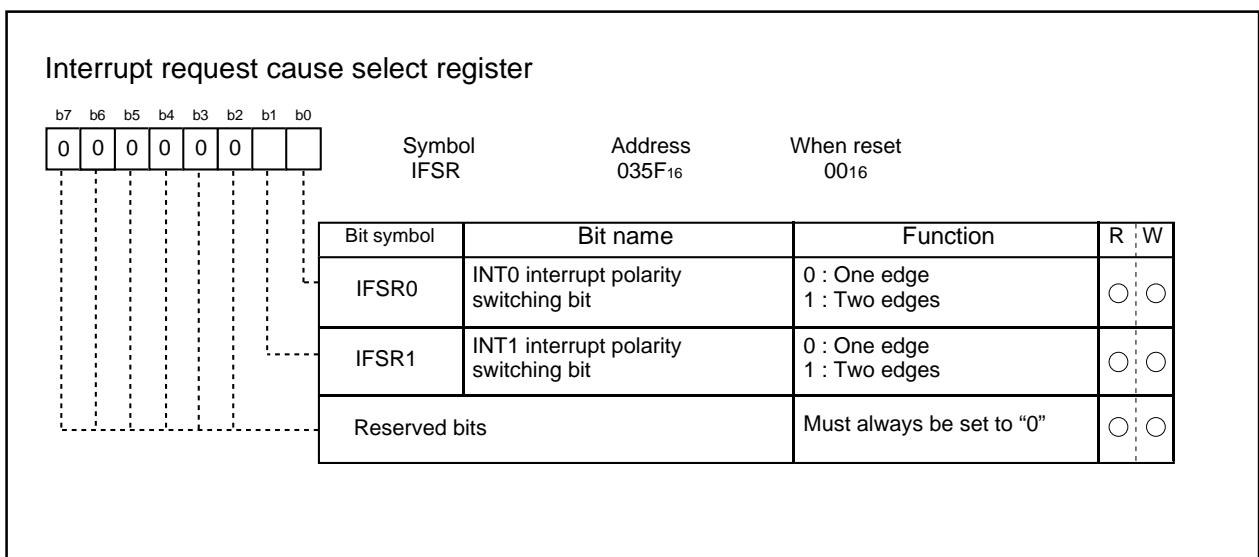 Interrupt request cause select register
b7 b6 b5 b4 b3 b2 b1 b0
0 0 0 0 0 0
Symbol Address When reset
IFSR 035F16 0016
Bit symbol Bit name Function R W
IFSR0 INT0 interrupt polarity 0 : One edge
switching bit 1 : Two edges
IFSR1 INT1 interrupt polarity 0 : One edge
switching bit 1 : Two edges
Reserved bits Must always be set to “0”